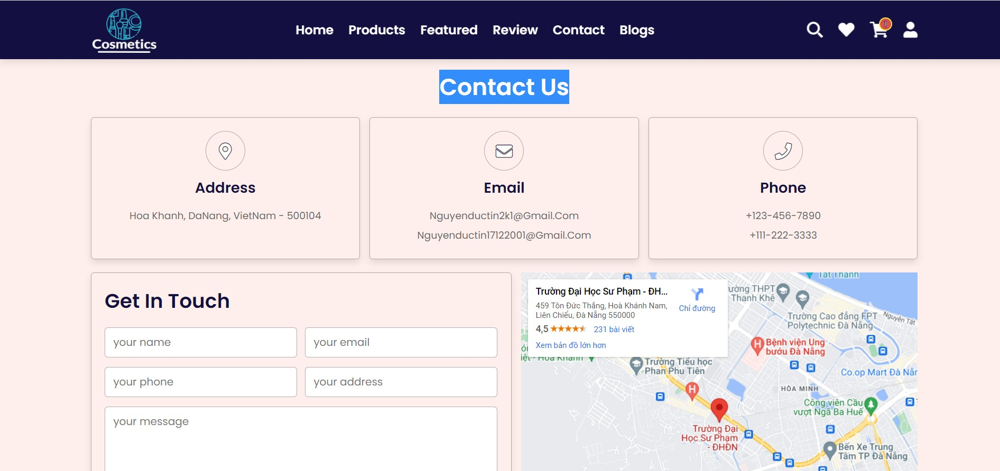 Cosmetics
Home Products Featured Review Contact Blogs
1
Contact Us
Address
Hoa Khanh, DaNang, VietNam - 500104
Email
Nguyenductin2k1@Gmail.Com
Nguyenductin17122001@Gmail.Com
Phone
+123-456-7890
+111-222-3333
Get In Touch
your name
your email
your phone
your address
your message
Trường Đại Học Sư Phạm - ĐH...
459 Tôn Đức Thắng, Hoà Khánh Nam,
Liên Chiểu, Đà Nẵng 550000
4,5
231 bài viết
Xem bản đồ lớn hơn
Chỉ đường
Tất Thành
THPT
Thanh Khê
Trường Cao đẳng FPT
Polytechnic Đà Nẵng
Nguyễn Tất
H
Bệnh viện Ung
bướu Đà Nẵng
Hoà Khánh
Trường Tiểu học
Phan Phu Tiên
Co.op Mart Đà Nẵ
H
HÒA MINH
Công viên Cầu
vượt Ngã Ba Huế
Trường Đại
Học Sư Phạm
- ĐHĐN
Bến Xe Trung
Tâm TP Đà Nẵng